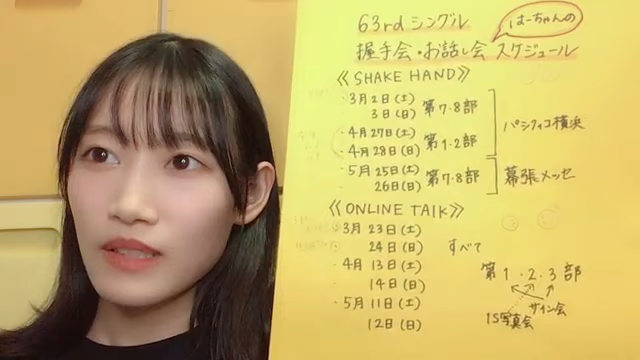 63rd シングル
はーちゃんの
握手会・お話し会 スケジュール
《SHAKE HAND》
・3月2日(土)
3日(日)
第7・8部
・4月27日(土)
・4月28日(日)
第1・2部
パシフィコ横浜
・5月25日(土)
26日(日)
第7・8部
幕張メッセ
《ONLINE TALK》
3月23日(土)
24日(日)
4月13日(土)
14日(日)
5月11日(土)
12日(日)
すべて
第1・2・3部
サイン会
1S写真会